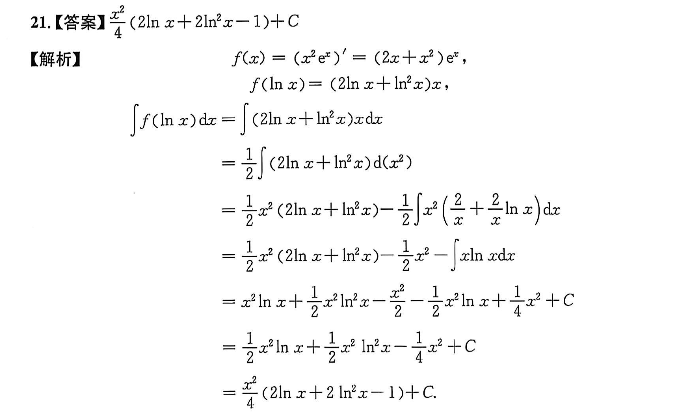 21.【答案】$\frac{x^2}{4}(2\ln x+2\ln^2 x-1)+C$
【解析】 $f(x)=(x^2e^x)'=(2x+x^2)e^x,$
$f(\ln x)=(2\ln x+\ln^2 x)x,$
$\int f(\ln x)dx=\int(2\ln x+\ln^2 x)xdx$
$=\frac{1}{2}\int(2\ln x+\ln^2 x)d(x^2)$
$=\frac{1}{2}x^2(2\ln x+\ln^2 x)-\frac{1}{2}\int x^2\left(\frac{2}{x}+\frac{2}{x}\ln x\right)dx$
$=\frac{1}{2}x^2(2\ln x+\ln^2 x)-\frac{1}{2}x^2-\int x\ln xdx$
$=x^2\ln x+\frac{1}{2}x^2\ln^2 x-\frac{x^2}{2}-\frac{1}{2}x^2\ln x+\frac{1}{4}x^2+C$
$=\frac{1}{2}x^2\ln x+\frac{1}{2}x^2\ln^2 x-\frac{1}{4}x^2+C$
$=\frac{x^2}{4}(2\ln x+2\ln^2 x-1)+C.$